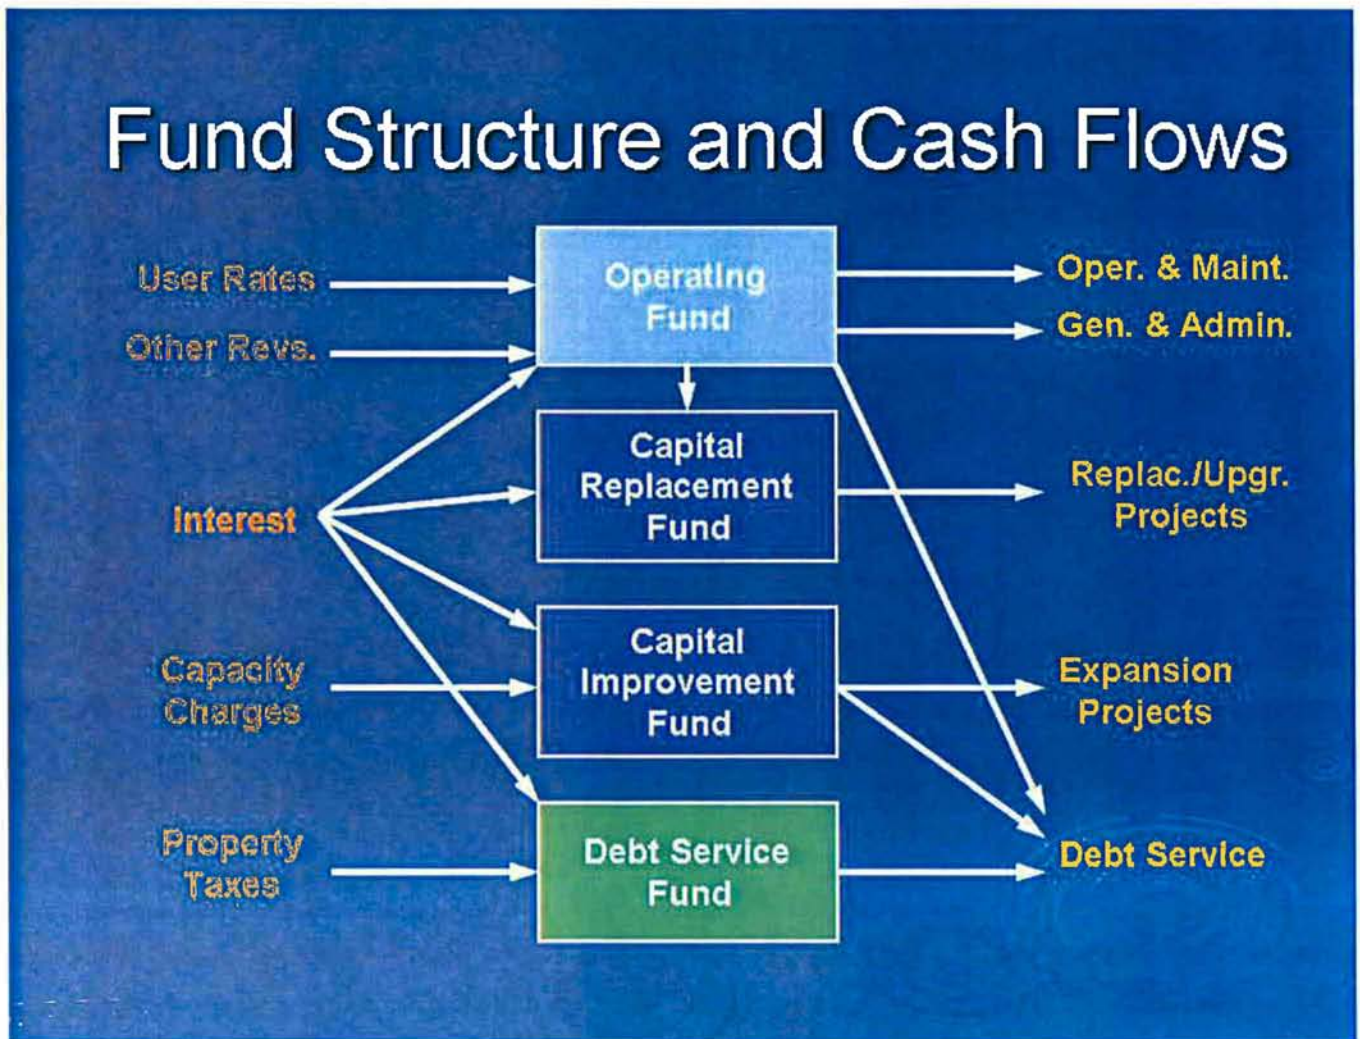 Fund Structure and Cash Flows
User Rates
Other Revs.
Interest
Capacity
Charges
Property
Taxes
Operating
Fund
Capital
Replacement
Fund
Capital
Improvement
Fund
Debt Service
Fund
Oper. & Maint.
Gen. & Admin.
Replac./Upgr.
Projects
Expansion
Projects
Debt Service